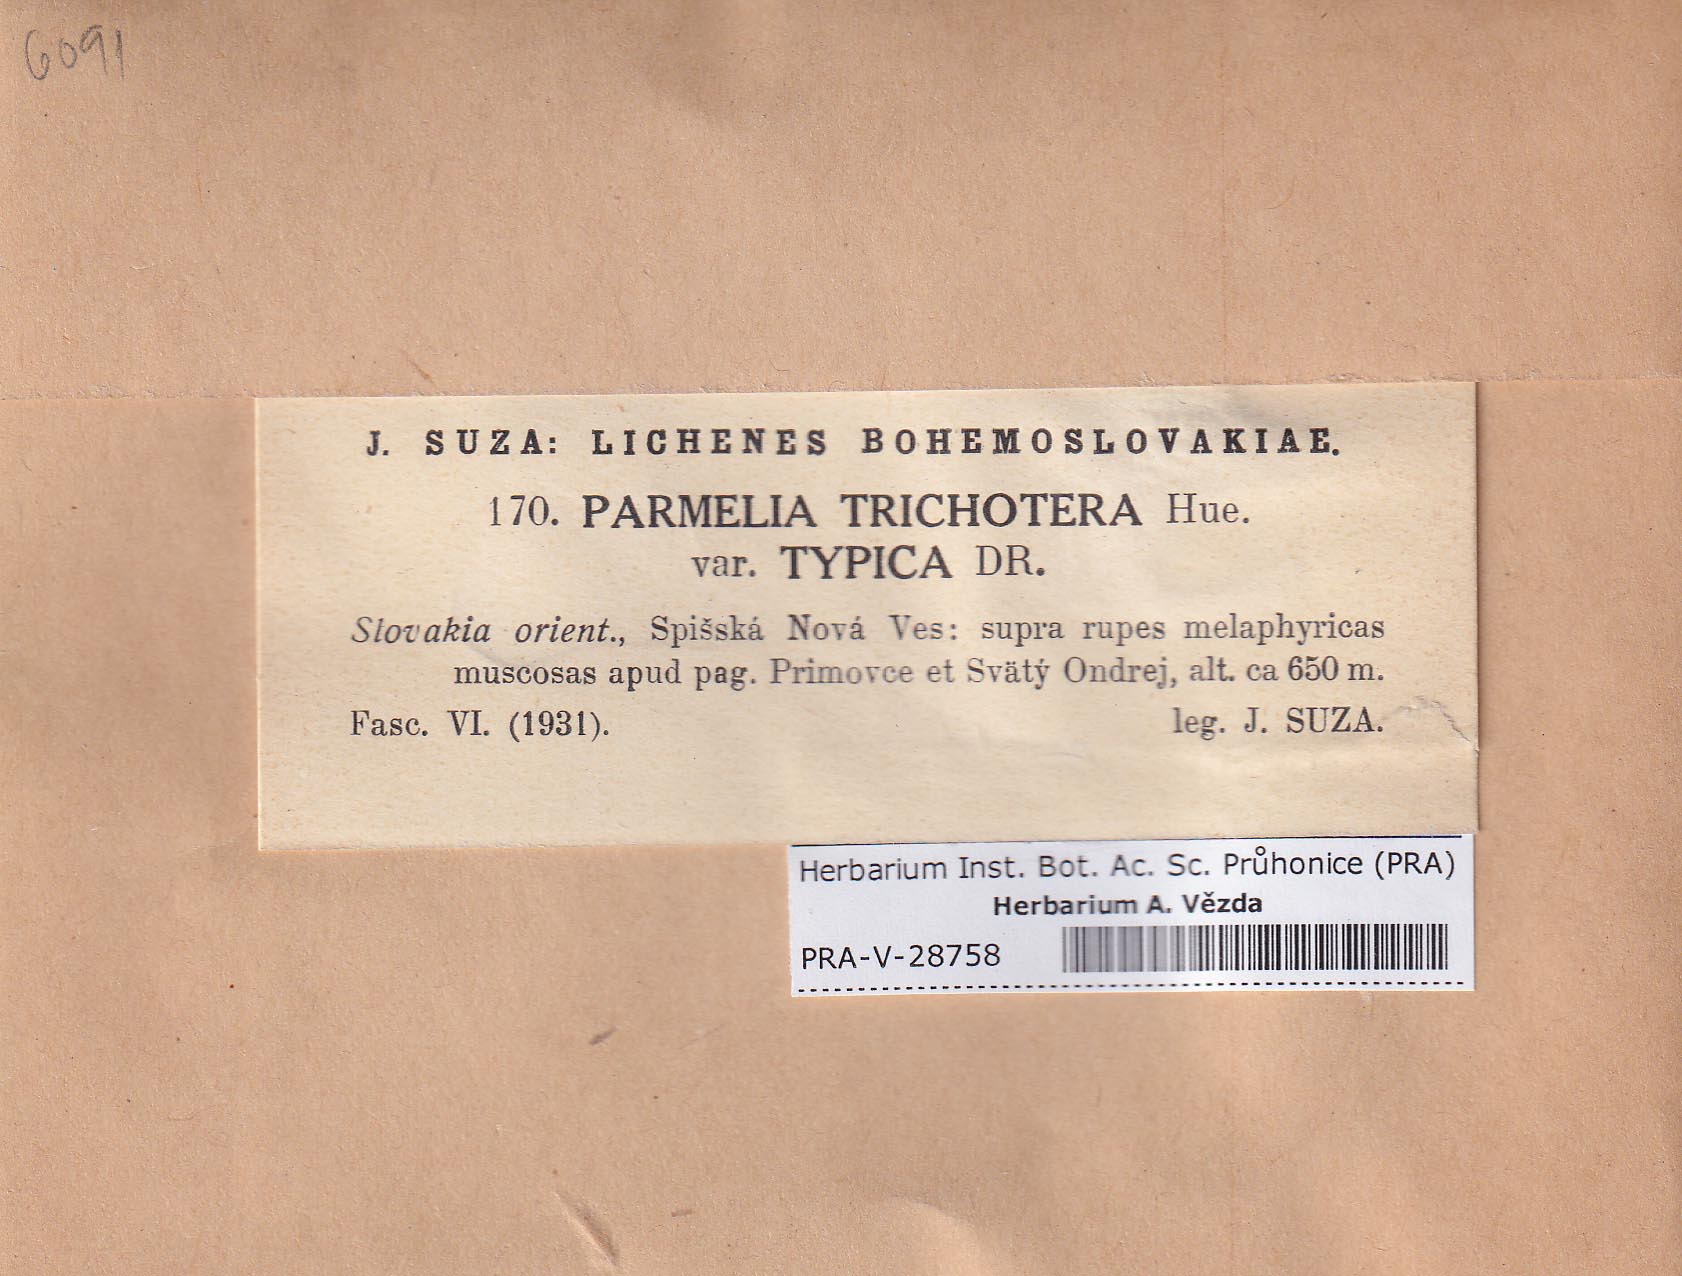 6091
J. SUZA: LICHENES BOHEMOSLOVAKIAE.
170. PARMELIA TRICHOTERA Hue.
var. TYPICA DR.
Slovakia orient., Spišská Nová Ves: supra rupes melaphyricas
muscosas apud pag. Primovce et Svätý Ondrej, alt. ca 650 m.
Fasc. VI. (1931). leg. J. SUZA.
Herbarium Inst. Bot. Ac. Sc. Průhonice (PRA)
Herbarium A. Vězda
PRA-V-28758